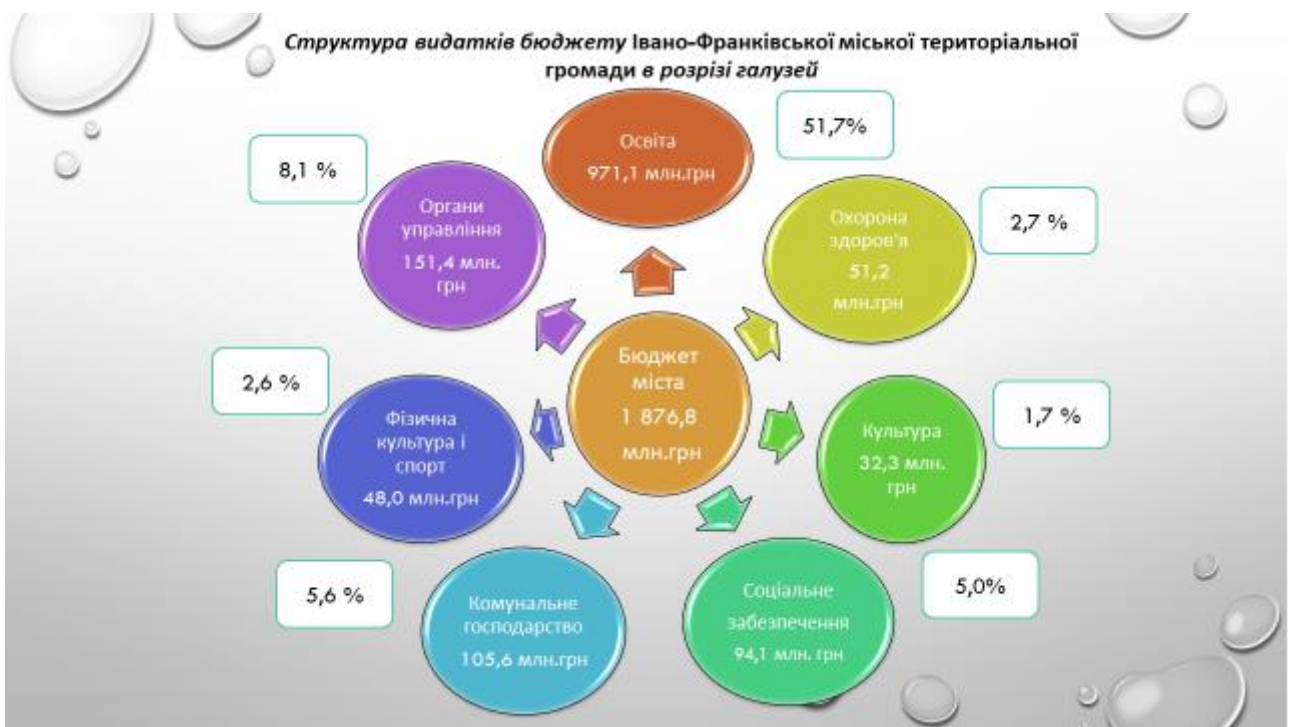 Структура видатків бюджету Івано-Франківської міської територіальної
громади в розрізі галузей
Освіта
971,1 млн.грн
51,7%
Охорона
здоров'я
51,2
млн.грн
2,7 %
Культура
32,3 млн.
грн
1,7 %
Соціальне
забезпечення
94,1 млн. грн
5,0%
Комунальне
господарство
105,6 млн.грн
5,6 %
Фізична
культура і
спорт
48,0 млн.грн
2,6 %
Органи
управління
151,4 млн.
грн
8,1 %
Бюджет
міста
1 876,8
млн.грн